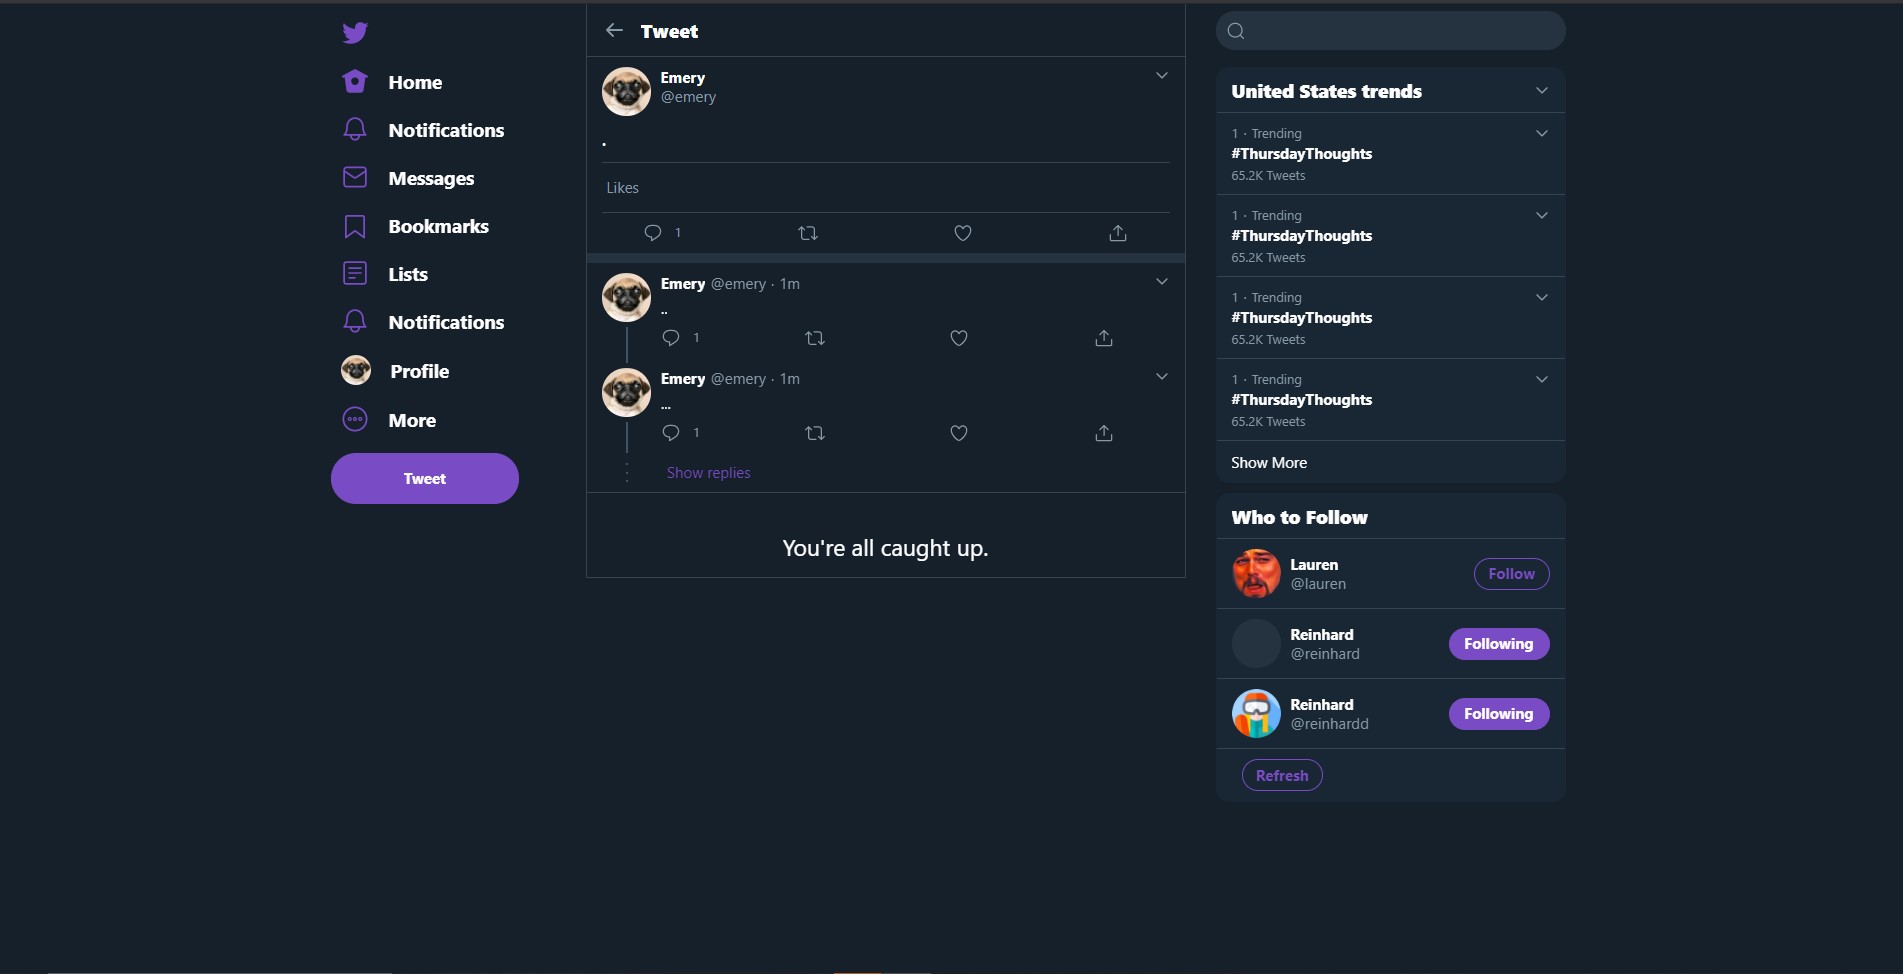 Home
Notifications
Messages
Bookmarks
Lists
Notifications
Profile
More
Tweet
Tweet
Emery
@emery
.
Likes
1
Emery @emery · 1m
..
1
Emery @emery · 1m
...
1
Show replies
You're all caught up.
United States trends
1 · Trending
#ThursdayThoughts
65.2K Tweets
1 · Trending
#ThursdayThoughts
65.2K Tweets
1 · Trending
#ThursdayThoughts
65.2K Tweets
1 · Trending
#ThursdayThoughts
65.2K Tweets
Show More
Who to Follow
Lauren
@lauren
Follow
Reinhard
@reinhard
Following
Reinhard
@reinhardd
Following
Refresh